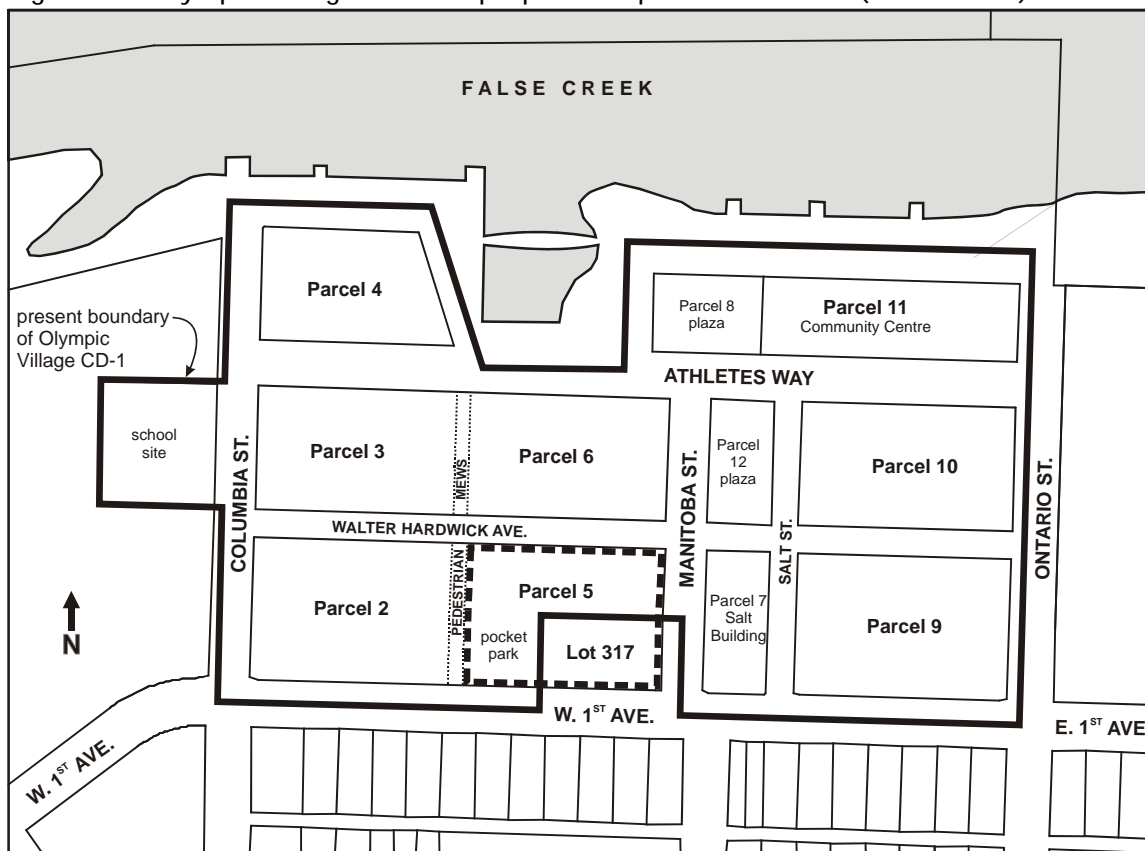 FALSE CREEK
Parcel 4
Parcel 8
plaza
Parcel 11
Community Centre
present boundary
of Olympic
Village CD-1
ATHLETES WAY
school
site
COLUMBIA ST.
Parcel 3
MEWS
Parcel 6
MANITOBA ST.
Parcel
12
plaza
Parcel 10
ONTARIO ST.
WALTER HARDWICK AVE.
SALT ST.
Parcel 2
PEDESTRIAN
Parcel 5
pocket
park
Lot 317
Parcel 7
Salt
Building
Parcel 9
N
W. 1ST AVE.
E. 1ST AVE
W. 1ST AVE.